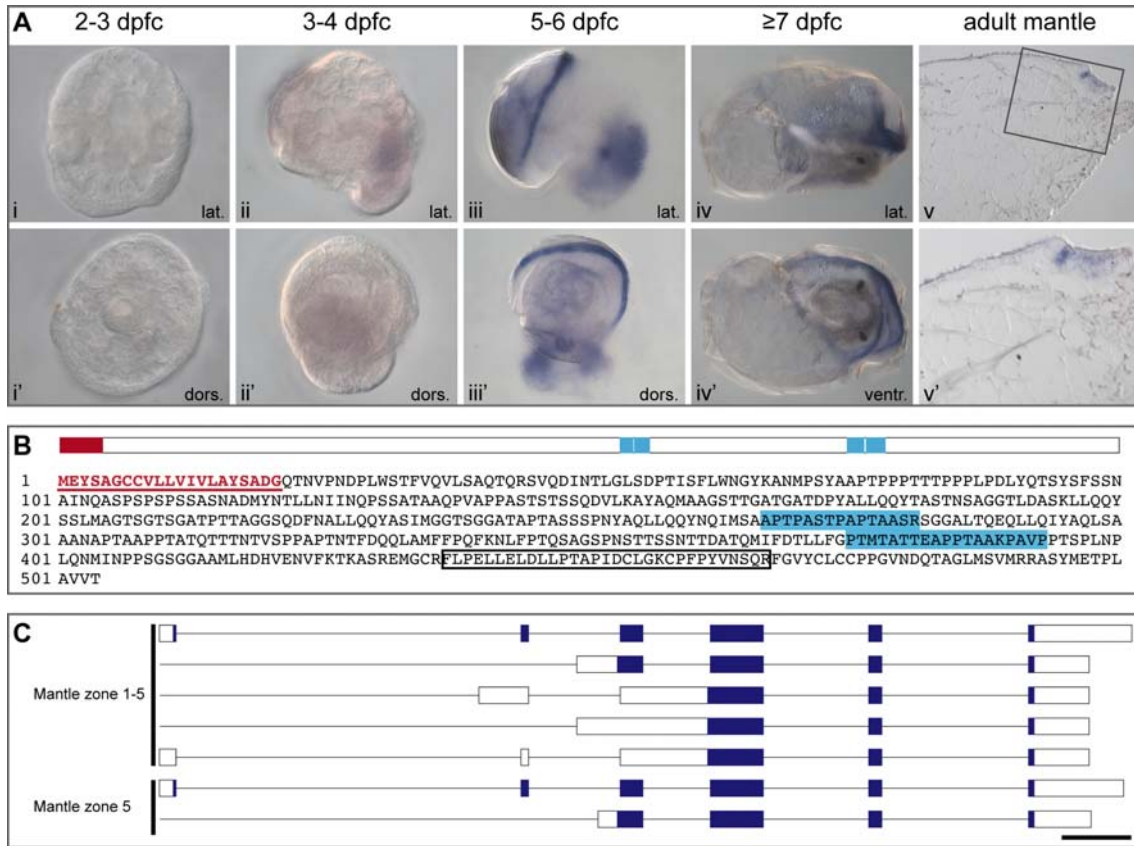 A
2-3 dpfc 3-4 dpfc 5-6 dpfc ≥7 dpfc adult mantle
i lat. ii lat. iii lat. iv lat. v
i' dors. ii' dors. iii' dors. iv' ventr. v'
B
1 MEYSAGCCVLLVIVLAYSADGQTNVPNDPLWSTFVQVLSAQTQRSVQDINTLGLSDPTISFLWNGYKANMPSYAAPTPPPTTTPPPLPDLYQTSYSFSSN
101 AINQASPSPSPSSASNADMYNTLLNIINQPSSATAAQPVAPPASTSTSSQDVLKAYAQMAAGSTTGATGATDPYALLQQYTASTNSAGGTLDASKLLQQY
201 SSLMAGTSGTSGATPTTAGGSQDFNALLQQYASIMGGTSGGATAPTASSSPNYAQLLQQYNQIMSAAPTPASTPAPTAASRSGGALTQEQLLQIYAQLSA
301 AANAPTAAPPTATQTTTNTVSPPTAAPTNTFDQQLAMFFPQFKNLFPTQSAGSPNSTTSSNNTTDATQMIFDTLLFGPTMTATTEAPPTAAKPAVPPTSPLNP
401 LQNMINPPSGSGGAAMLHDHVENVFKTKASREMGCRFLPELLELDLLPTAPIDCLGKCPFPYVNSQRFGVYCLCCPPGVNDQTAGLMSVMRRASYMETPL
501 AVVT
C
Mantle zone 1-5
Mantle zone 5